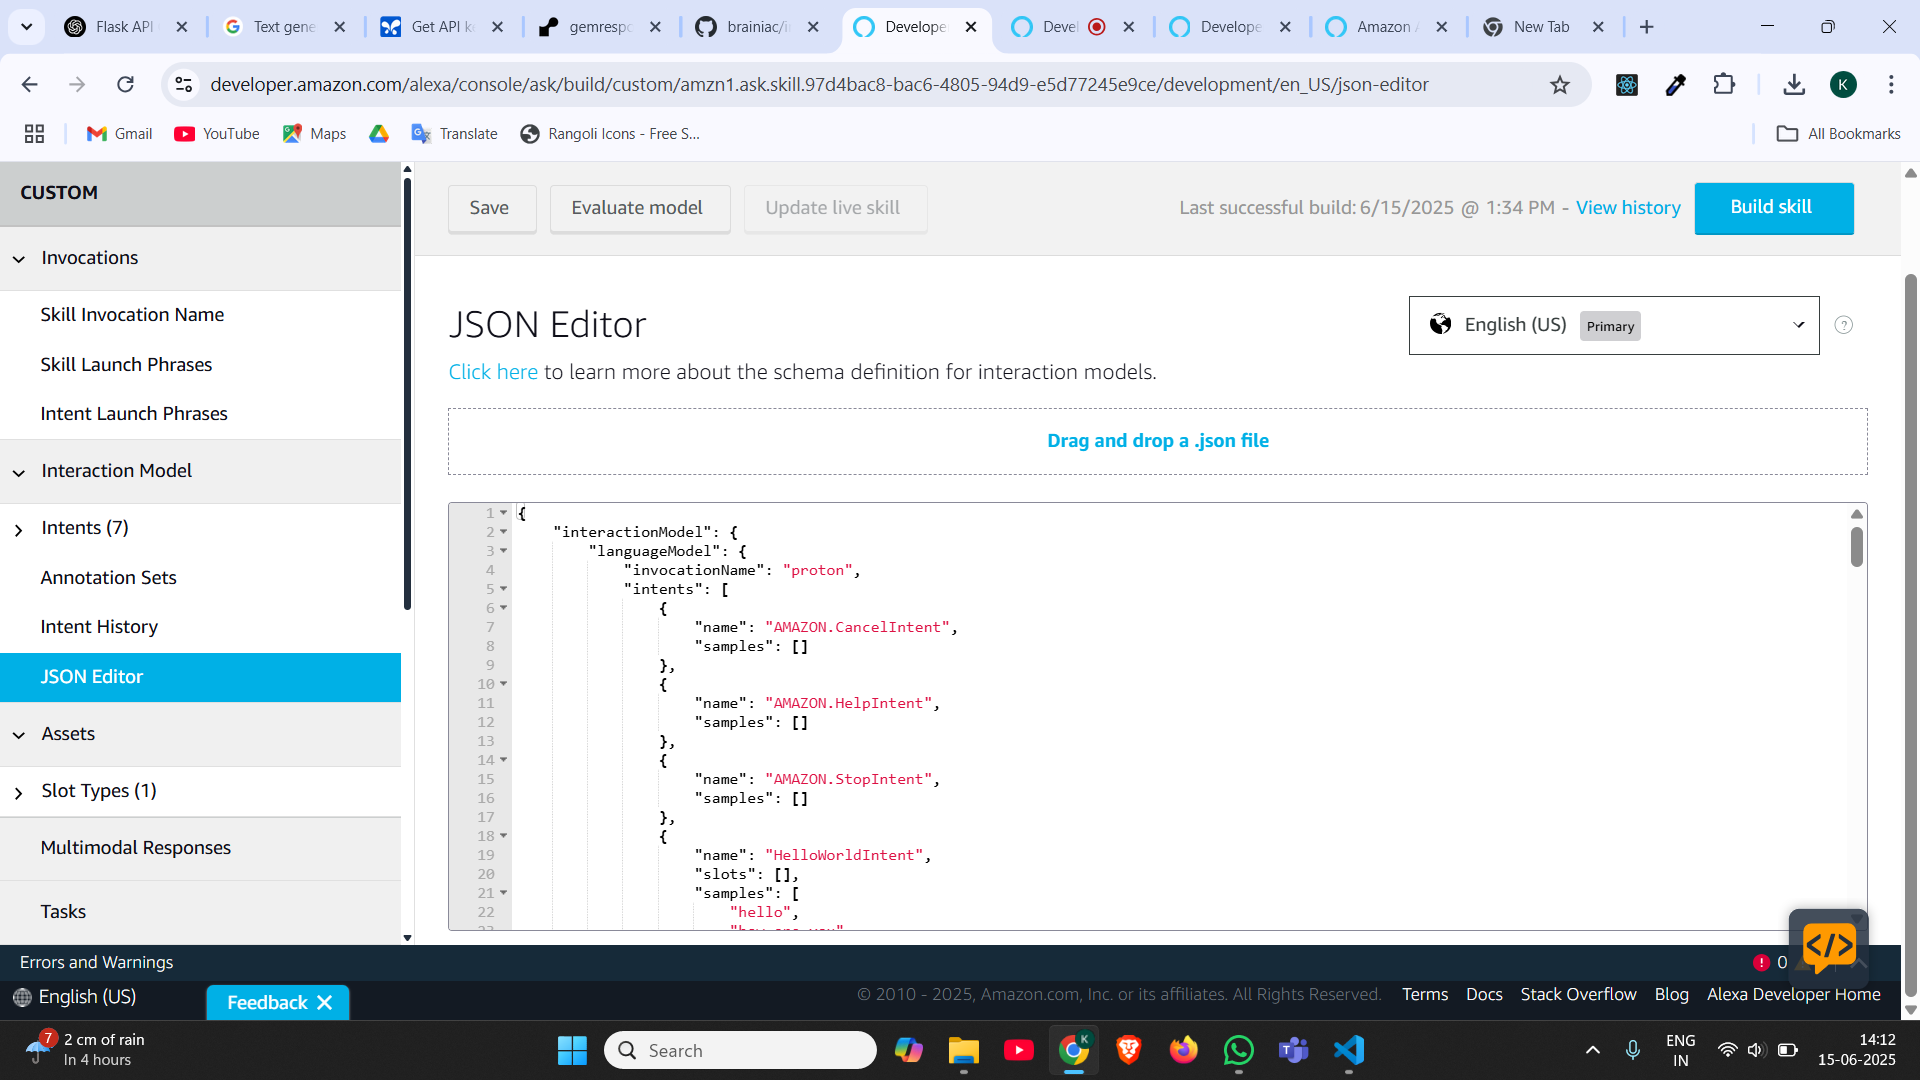 Flask API
Text gene
Get API ke
gemrespo
brainiac/i
Develope
Devel
Develope
Amazon A
New Tab
developer.amazon.com/alexa/console/ask/build/custom/amzn1.ask.skill.97d4bac8-bac6-4805-94d9-e5d77245e9ce/development/en_US/json-editor
K
Gmail
YouTube
Maps
Translate
Rangoli Icons - Free S...
All Bookmarks
CUSTOM
Invocations
Skill Invocation Name
Skill Launch Phrases
Intent Launch Phrases
Interaction Model
Intents (7)
Annotation Sets
Intent History
JSON Editor
Assets
Slot Types (1)
Multimodal Responses
Tasks
Save
Evaluate model
Update live skill
Last successful build: 6/15/2025 @ 1:34 PM - View history
Build skill
JSON Editor
English (US) Primary
?
Click here to learn more about the schema definition for interaction models.
Drag and drop a .json file
1 {
2 "interactionModel": {
3 "languageModel": {
4 "invocationName": "proton",
5 "intents": [
6 {
7 "name": "AMAZON.CancelIntent",
8 "samples": []
9 },
10 {
11 "name": "AMAZON.HelpIntent",
12 "samples": []
13 },
14 {
15 "name": "AMAZON.StopIntent",
16 "samples": []
17 },
18 {
19 "name": "HelloWorldIntent",
20 "slots": [],
21 "samples": [
22 "hello",
Errors and Warnings
0
English (US)
Feedback
© 2010 - 2025, Amazon.com, Inc. or its affiliates. All Rights Reserved.
Terms
Docs
Stack Overflow
Blog
Alexa Developer Home
7
2 cm of rain
In 4 hours
Search
K
ENG
IN
14:12
15-06-2025